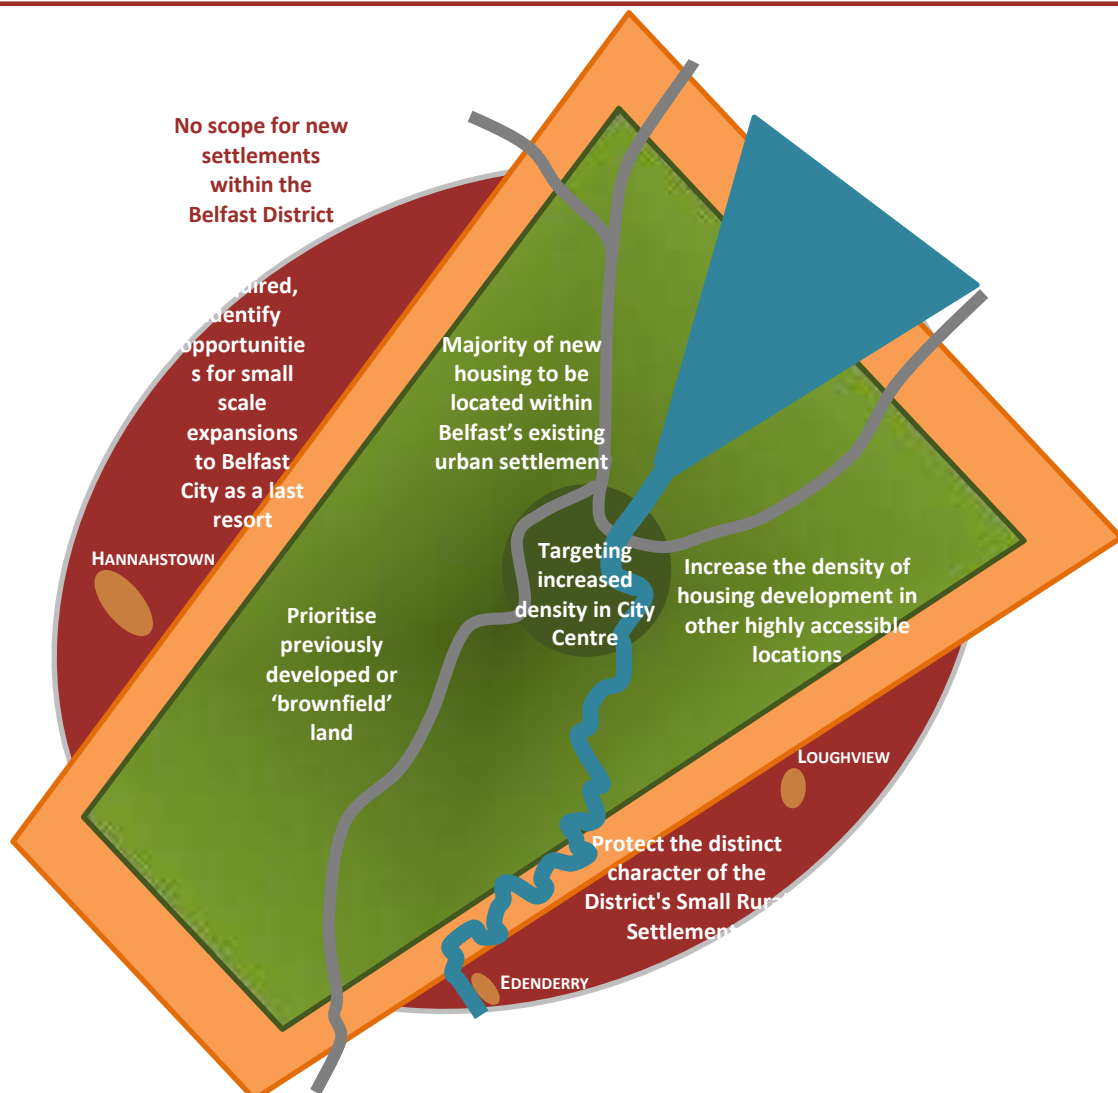 No scope for new
settlements
within the
Belfast District
identify
opportunitie
s for small
scale
expansions
to Belfast
City as a last
resort
Majority of new
housing to be
located within
Belfast's existing
urban settlement
HANNAHSTOWN
Targeting
increased
density in City
Centre
Increase the density of
housing development in
other highly accessible
locations
Prioritise
previously
developed or
‘brownfield’
land
LOUGHVIEW
Protect the distinct
character of the
District's Small Rural
Settlement
EDENDERRY